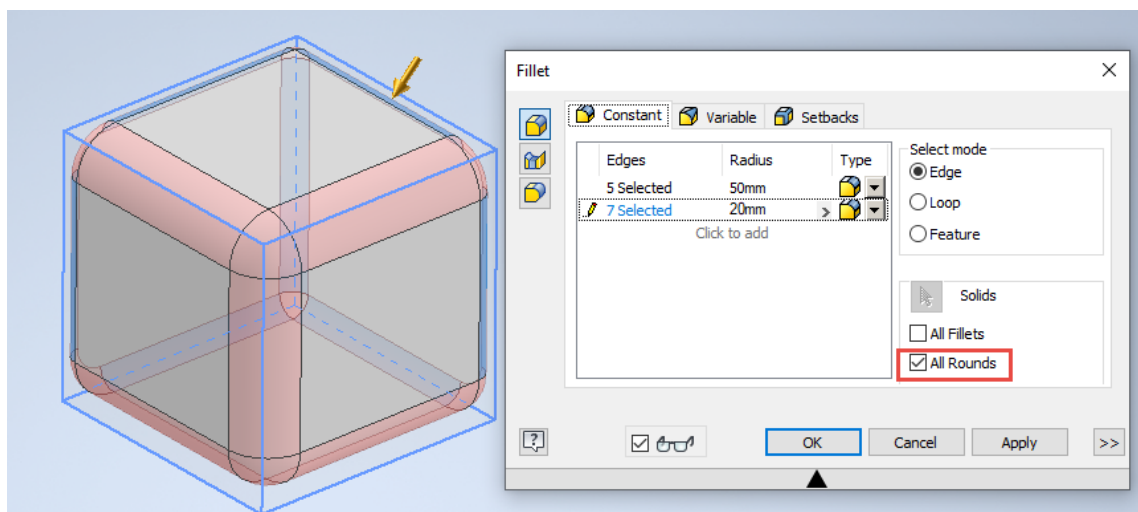 Fillet
Constant Variable Setbacks
Edges Radius Type
5 Selected 50mm
7 Selected 20mm >
Click to add
Select mode
Edge
Loop
Feature
Solids
All Fillets
All Rounds
? OK Cancel Apply >>